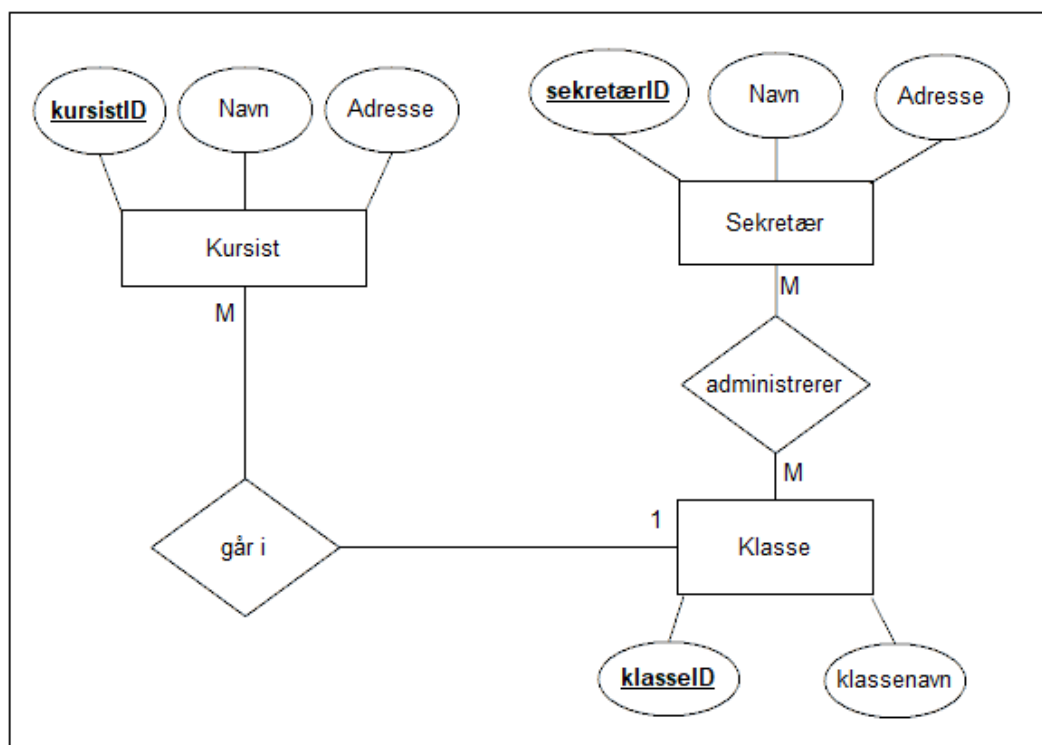 kursistID
Navn
Adresse
sekretærID
Navn
Adresse
Kursist
Sekretær
M
M
administrerer
M
går i
1
Klasse
klasseID
klassenavn